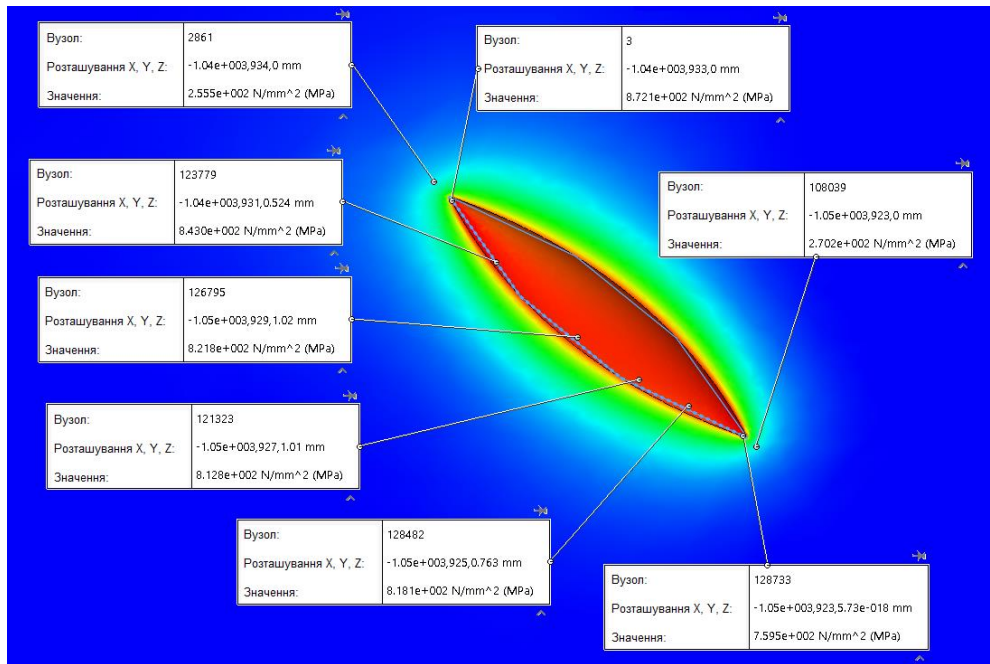 Вузол: 2861
Розташування X, Y, Z: -1.04e+003,934,0 mm
Значення: 2.555e+002 N/mm^2 (MPa)
Вузол: 3
Розташування X, Y, Z: -1.04e+003,933,0 mm
Значення: 8.721e+002 N/mm^2 (MPa)
Вузол: 123779
Розташування X, Y, Z: -1.04e+003,931,0.524 mm
Значення: 8.430e+002 N/mm^2 (MPa)
Вузол: 108039
Розташування X, Y, Z: -1.05e+003,923,0 mm
Значення: 2.702e+002 N/mm^2 (MPa)
Вузол: 126795
Розташування X, Y, Z: -1.05e+003,929,1.02 mm
Значення: 8.218e+002 N/mm^2 (MPa)
Вузол: 121323
Розташування X, Y, Z: -1.05e+003,927,1.01 mm
Значення: 8.128e+002 N/mm^2 (MPa)
Вузол: 128482
Розташування X, Y, Z: -1.05e+003,925,0.763 mm
Значення: 8.181e+002 N/mm^2 (MPa)
Вузол: 128733
Розташування X, Y, Z: -1.05e+003,923,5.73e-018 mm
Значення: 7.595e+002 N/mm^2 (MPa)